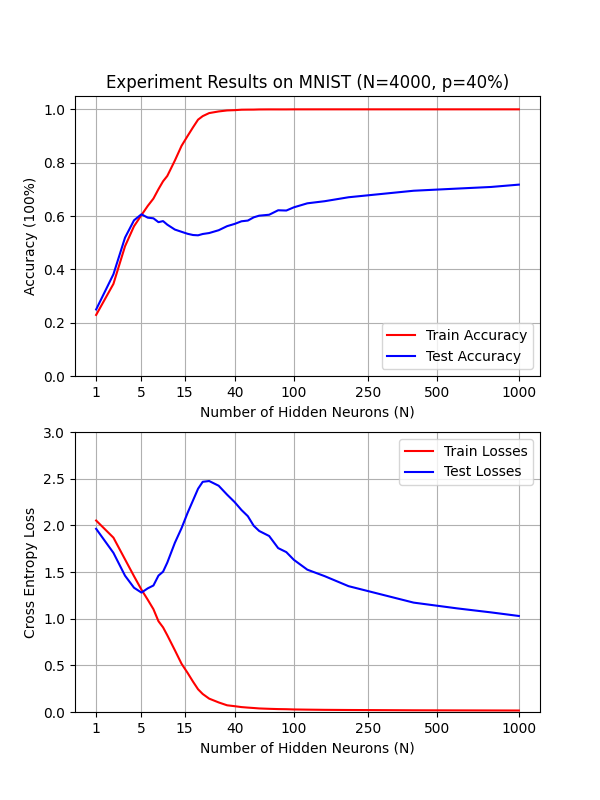 Experiment Results on MNIST (N=4000, p=40%)
1.0
0.8
0.6
0.4
0.2
0.0
Accuracy (100%)
Train Accuracy
Test Accuracy
1 5 15 40 100 250 500 1000
Number of Hidden Neurons (N)
3.0
2.5
2.0
1.5
1.0
0.5
0.0
Cross Entropy Loss
Train Losses
Test Losses
1 5 15 40 100 250 500 1000
Number of Hidden Neurons (N)